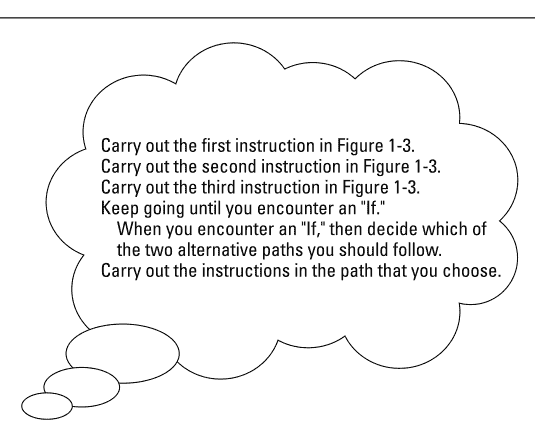 Carry out the first instruction in Figure 1-3.
Carry out the second instruction in Figure 1-3.
Carry out the third instruction in Figure 1-3.
Keep going until you encounter an "If."
When you encounter an "If," then decide which of
the two alternative paths you should follow.
Carry out the instructions in the path that you choose.